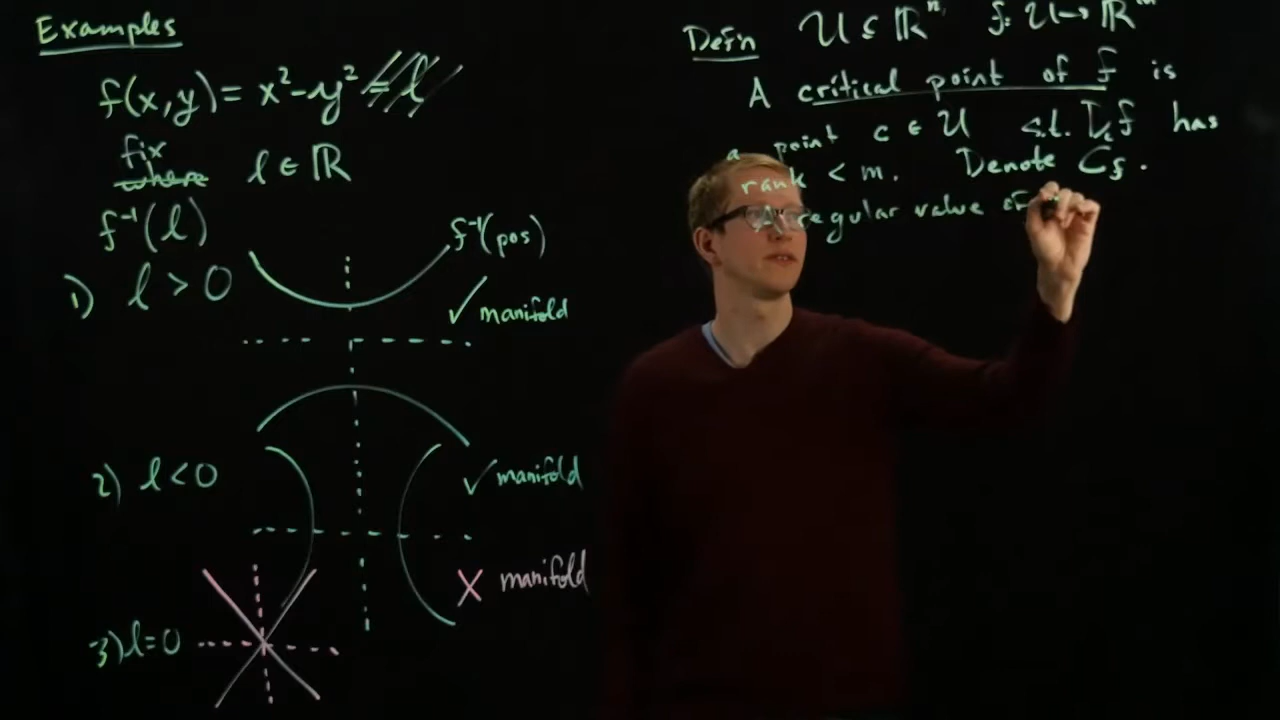 Examples
f(x,y) = x² - y² = l
fix
where l ∈ ℝ
f⁻¹(l)
1) l > 0
f⁻¹(pos)
✓ manifold
2) l < 0
✓ manifold
X manifold
3) l = 0
Defn U ⊆ ℝⁿ, f: U → ℝᵐ
A critical point of f is
a point c ∈ U s.t. D_c f has
rank < m. Denote C_f.
A regular value of